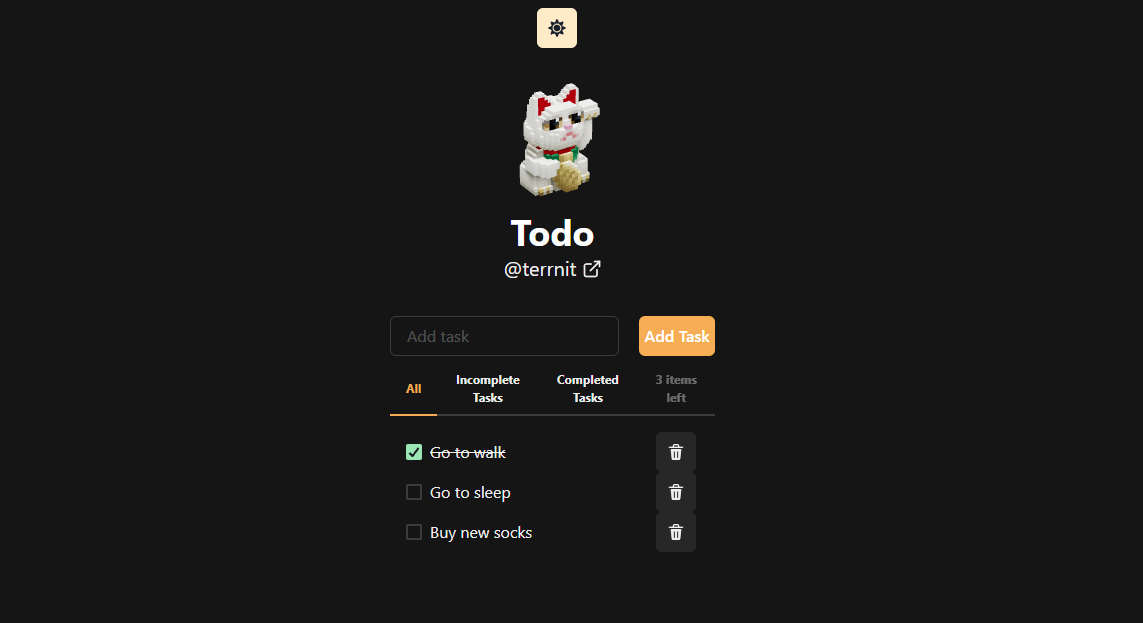 Todo
@terrnit
Add task
Add Task
All
Incomplete
Tasks
Completed
Tasks
3 items
left
Go to walk
Go to sleep
Buy new socks